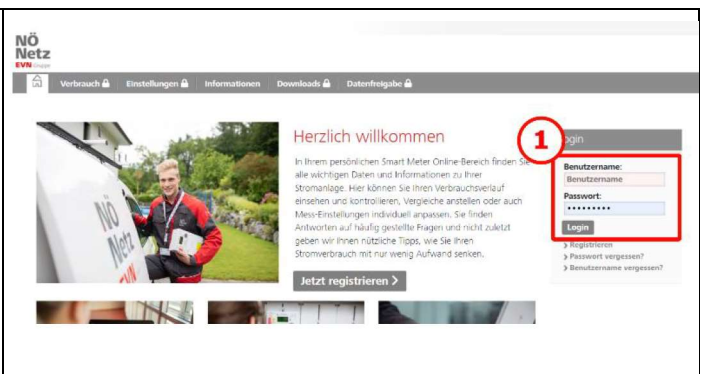 NÖ
Netz
EVN Gruppe
Verbrauch
Einstellungen
Informationen
Downloads
Datenfreigabe
NÖ
Netz
EVN
Herzlich willkommen
In Ihrem persönlichen Smart Meter Online-Bereich finden Sie
alle wichtigen Daten und Informationen zu Ihrer
Stromanlage. Hier können Sie Ihren Verbrauchsverlauf
einsehen und kontrollieren, Vergleiche anstellen oder auch
Mess-Einstellungen individuell anpassen. Sie finden
Antworten auf häufig gestellte Fragen und nicht zuletzt
geben wir Ihnen nützliche Tipps, wie Sie Ihren
Stromverbrauch mit nur wenig Aufwand senken.
Jetzt registrieren >
1
ogin
Benutzername:
Benutzername
Passwort:
•••••••••
Login
> Registrieren
> Passwort vergessen?
> Benutzername vergessen?